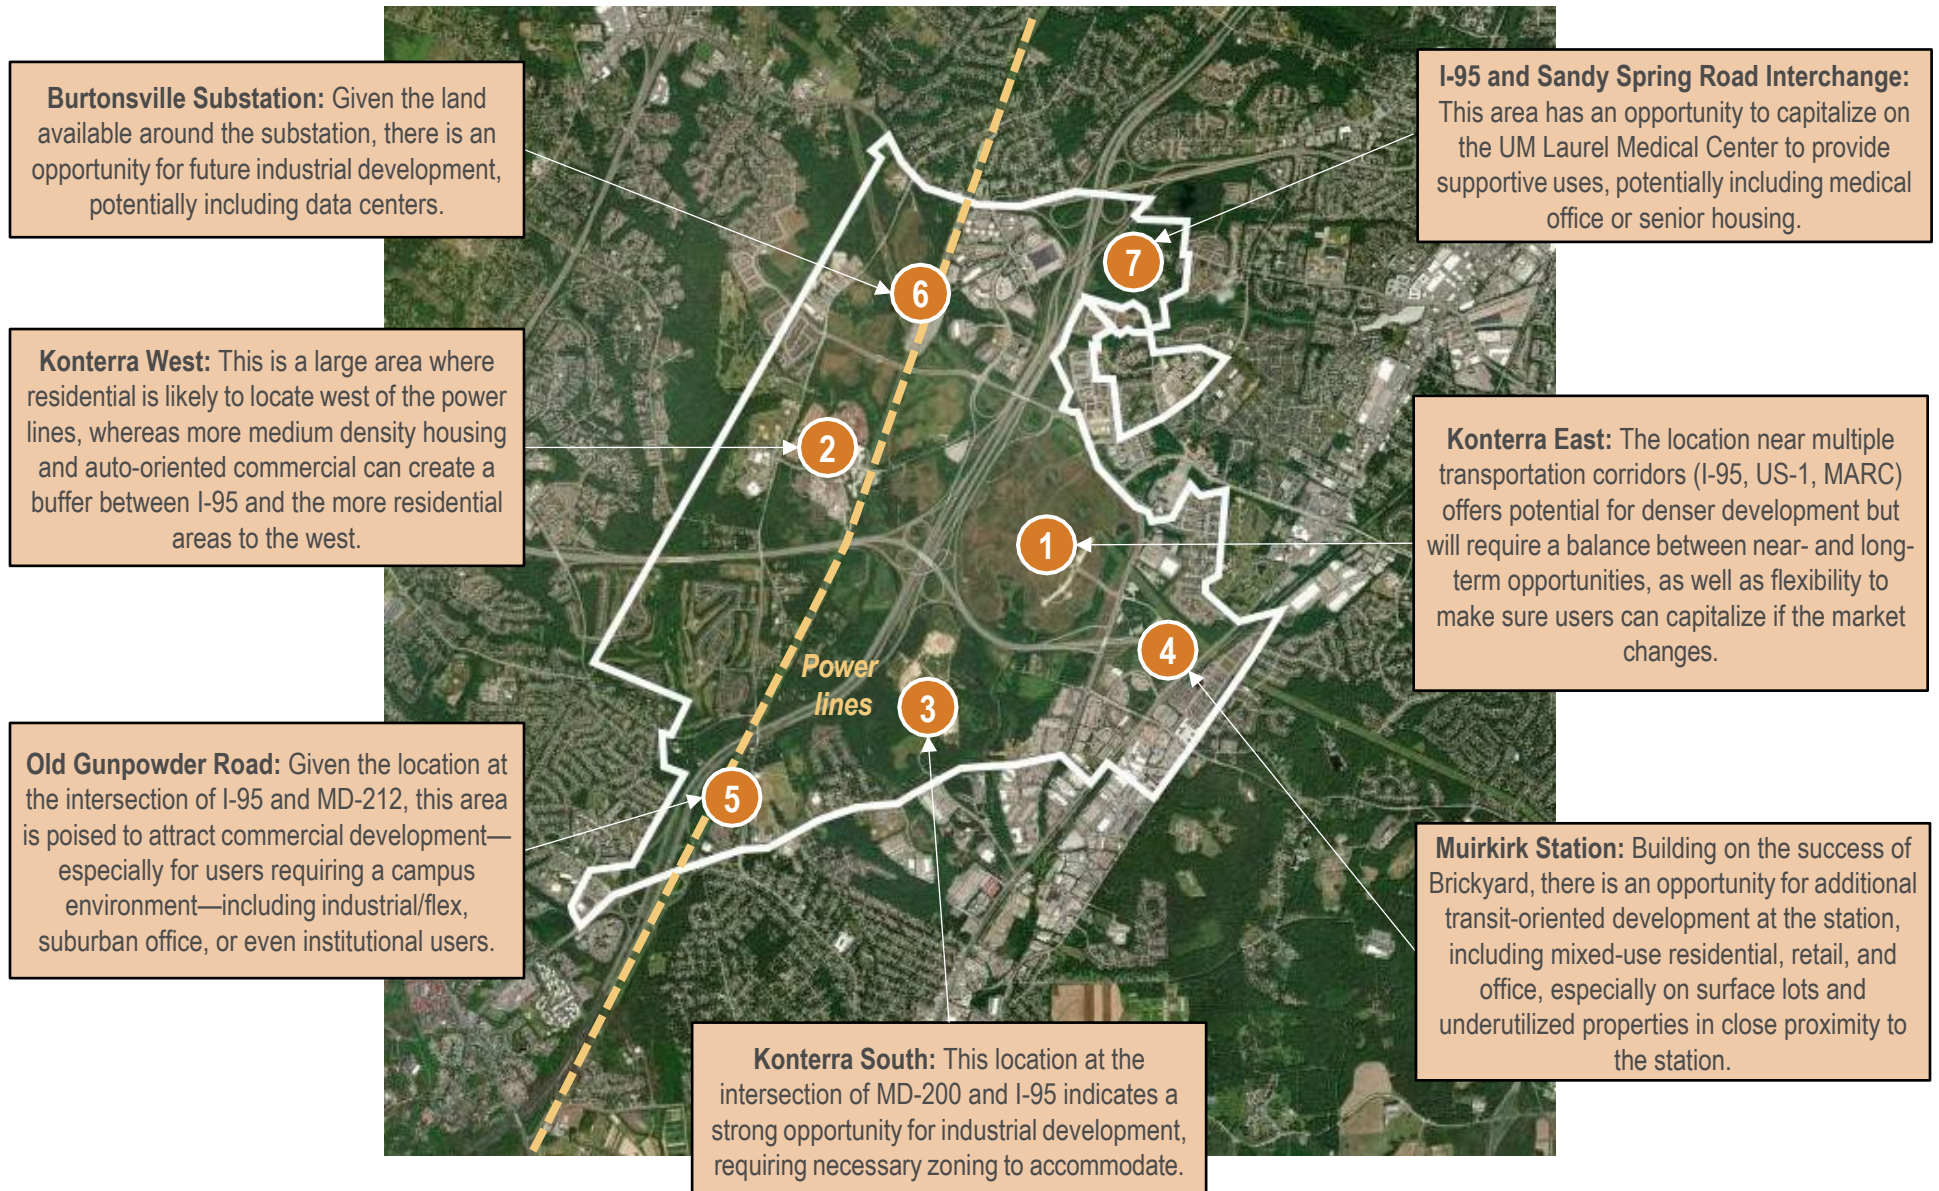 Burtonsville Substation: Given the land
available around the substation, there is an
opportunity for future industrial development,
potentially including data centers.
I-95 and Sandy Spring Road Interchange:
This area has an opportunity to capitalize on
the UM Laurel Medical Center to provide
supportive uses, potentially including medical
office or senior housing.
7
6
Konterra West: This is a large area where
residential is likely to locate west of the power
lines, whereas more medium density housing
and auto-oriented commercial can create a
buffer between I-95 and the more residential
areas to the west.
2
Konterra East: The location near multiple
transportation corridors (I-95, US-1, MARC)
offers potential for denser development but
will require a balance between near- and long-
term opportunities, as well as flexibility to
make sure users can capitalize if the market
changes.
1
4
Power
lines
3
Old Gunpowder Road: Given the location at
the intersection of I-95 and MD-212, this area
is poised to attract commercial development—
especially for users requiring a campus
environment—including industrial/flex,
suburban office, or even institutional users.
5
Muirkirk Station: Building on the success of
Brickyard, there is an opportunity for additional
transit-oriented development at the station,
including mixed-use residential, retail, and
office, especially on surface lots and
underutilized properties in close proximity to
the station.
Konterra South: This location at the
intersection of MD-200 and I-95 indicates a
strong opportunity for industrial development,
requiring necessary zoning to accommodate.